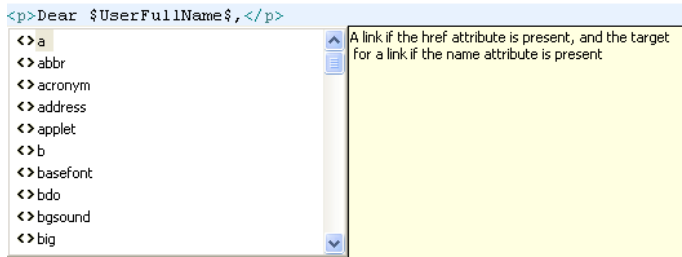 <p>Dear $UserFullName$,</p>
<> a
<> abbr
<> acronym
<> address
<> applet
<> b
<> basefont
<> bdo
<> bgsound
<> big
A link if the href attribute is present, and the target
for a link if the name attribute is present